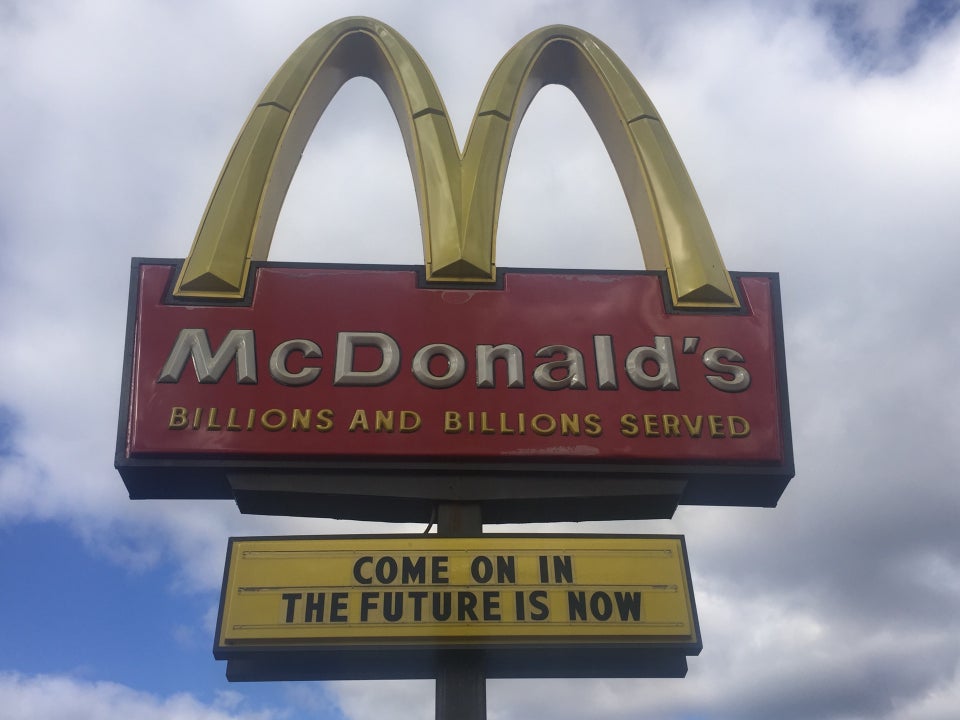 McDonald's
BILLIONS AND BILLIONS SERVED
COME ON IN
THE FUTURE IS NOW